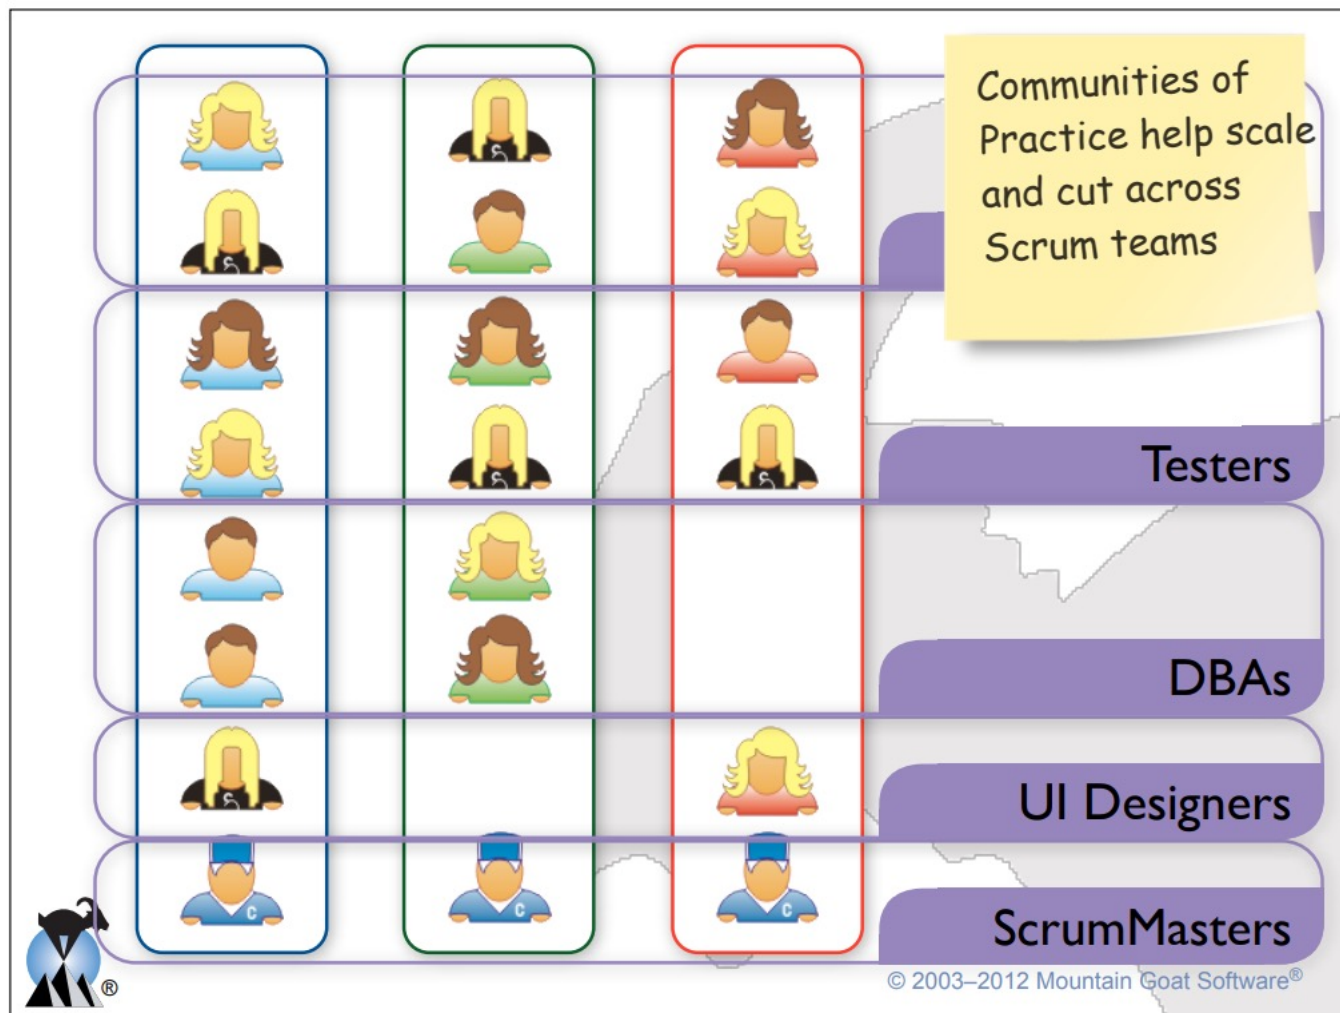 Communities of
Practice help scale
and cut across
Scrum teams
Testers
DBAs
UI Designers
C
C
C
ScrumMasters
®
© 2003–2012 Mountain Goat Software®